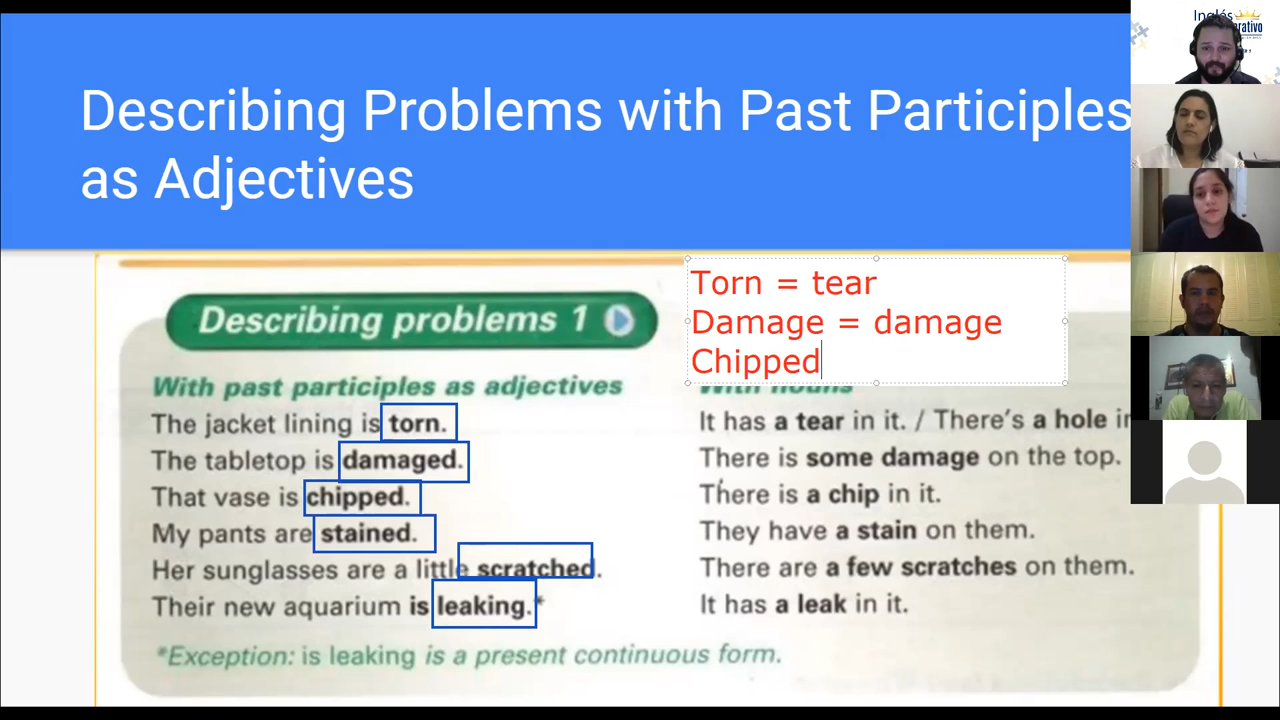 Describing Problems with Past Participles
as Adjectives
Inglés
Torn = tear
Damage = damage
Chipped
Describing problems 1
With past participles as adjectives
The jacket lining is torn.
The tabletop is damaged.
That vase is chipped.
My pants are stained.
Her sunglasses are a little scratched.
Their new aquarium is leaking.*
With nouns
It has a tear in it. / There's a hole in
There is some damage on the top.
There is a chip in it.
They have a stain on them.
There are a few scratches on them.
It has a leak in it.
*Exception: is leaking is a present continuous form.